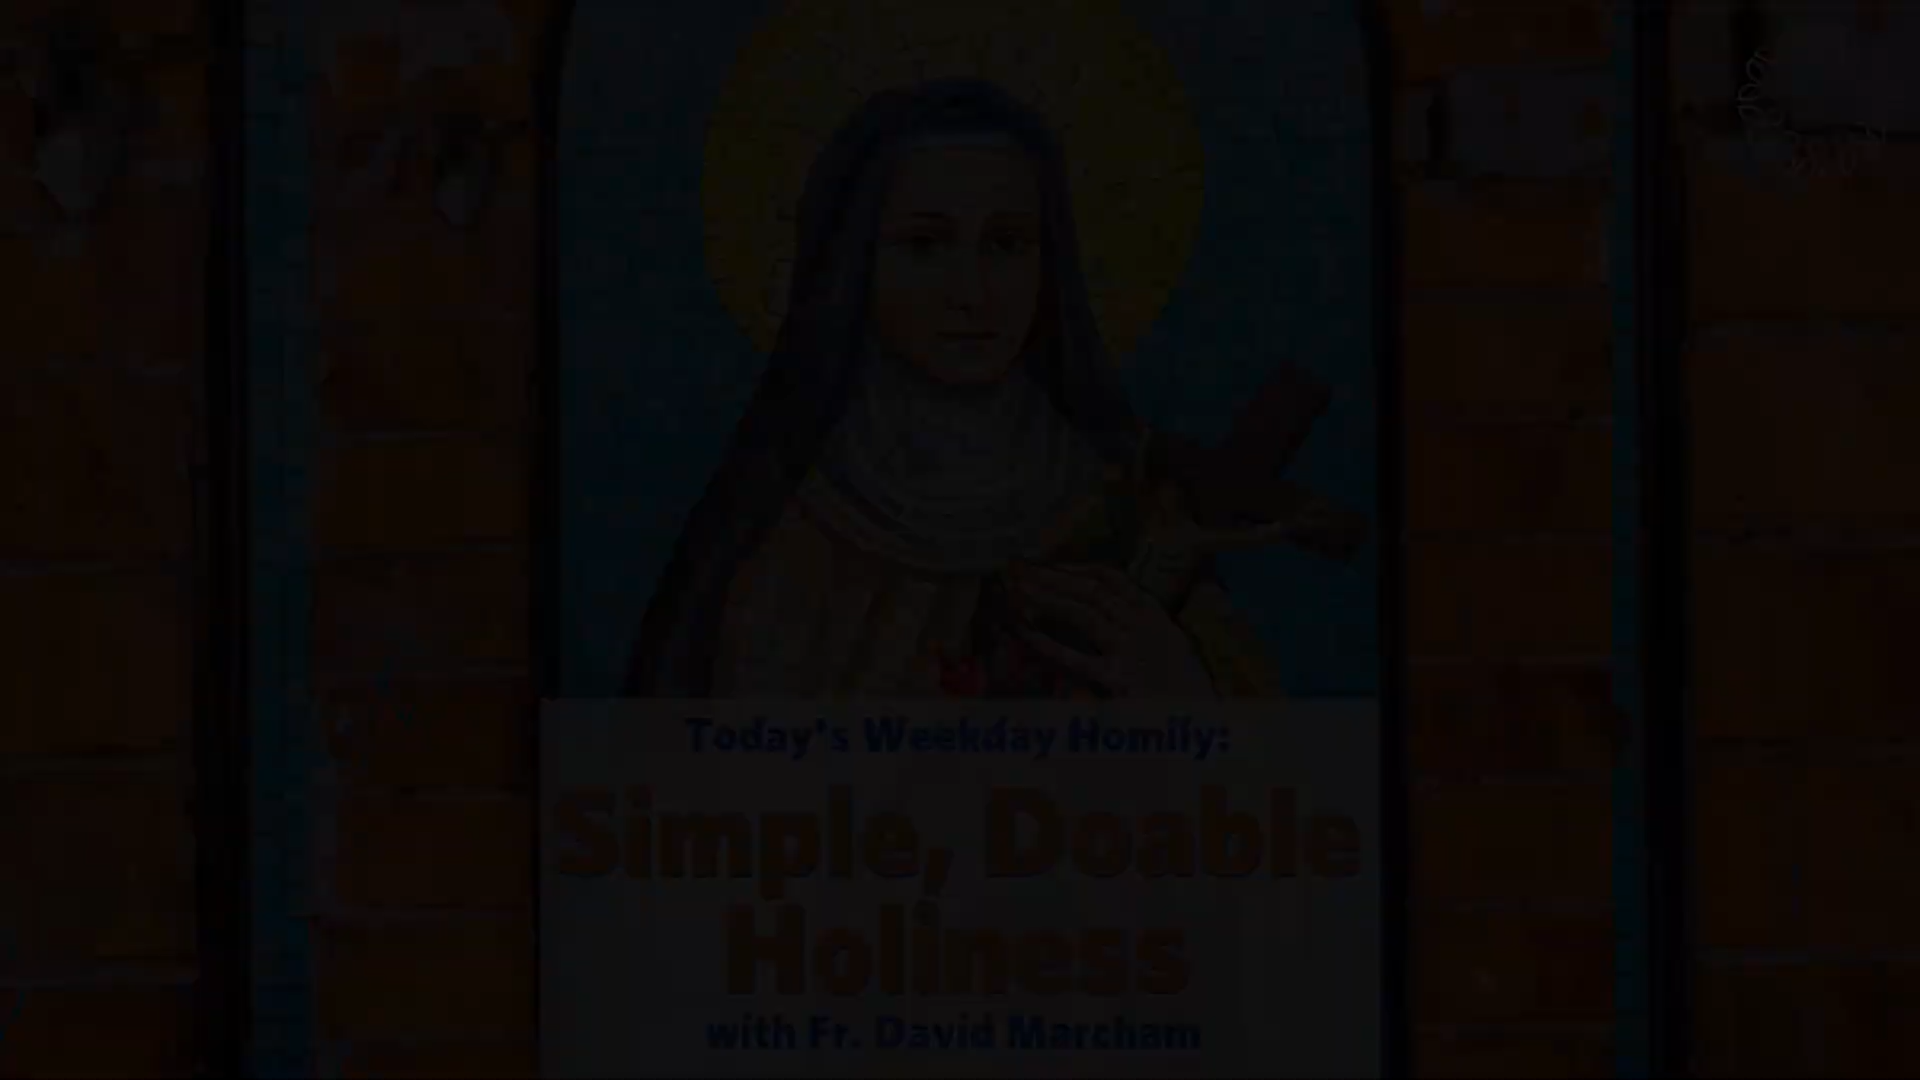 Today's Weekday Homily:
Simple, Doable
Holiness
with Fr. David Marcham